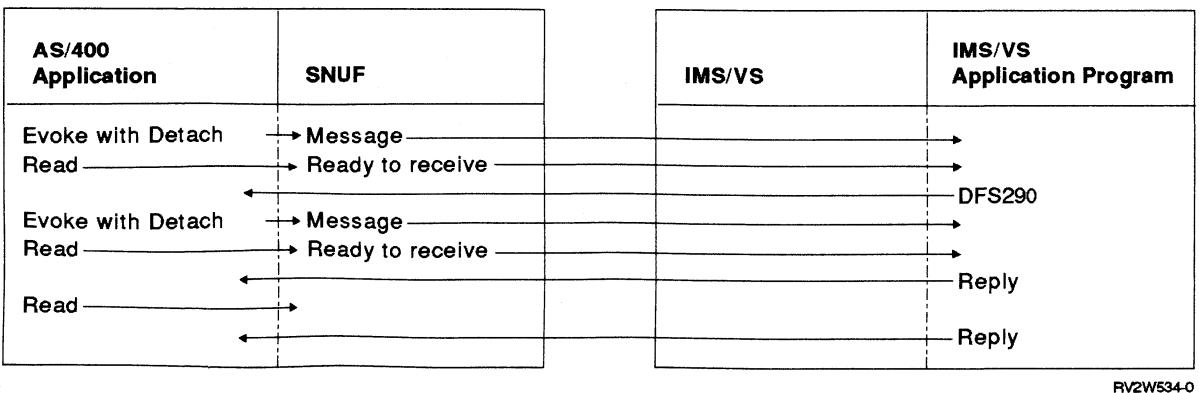 AS/400
Application
SNUF
IMS/VS
IMS/VS
Application Program
Evoke with Detach Message
Read Ready to receive
DFS290
Evoke with Detach Message
Read Ready to receive
Reply
Read
Reply
RV2W534-0